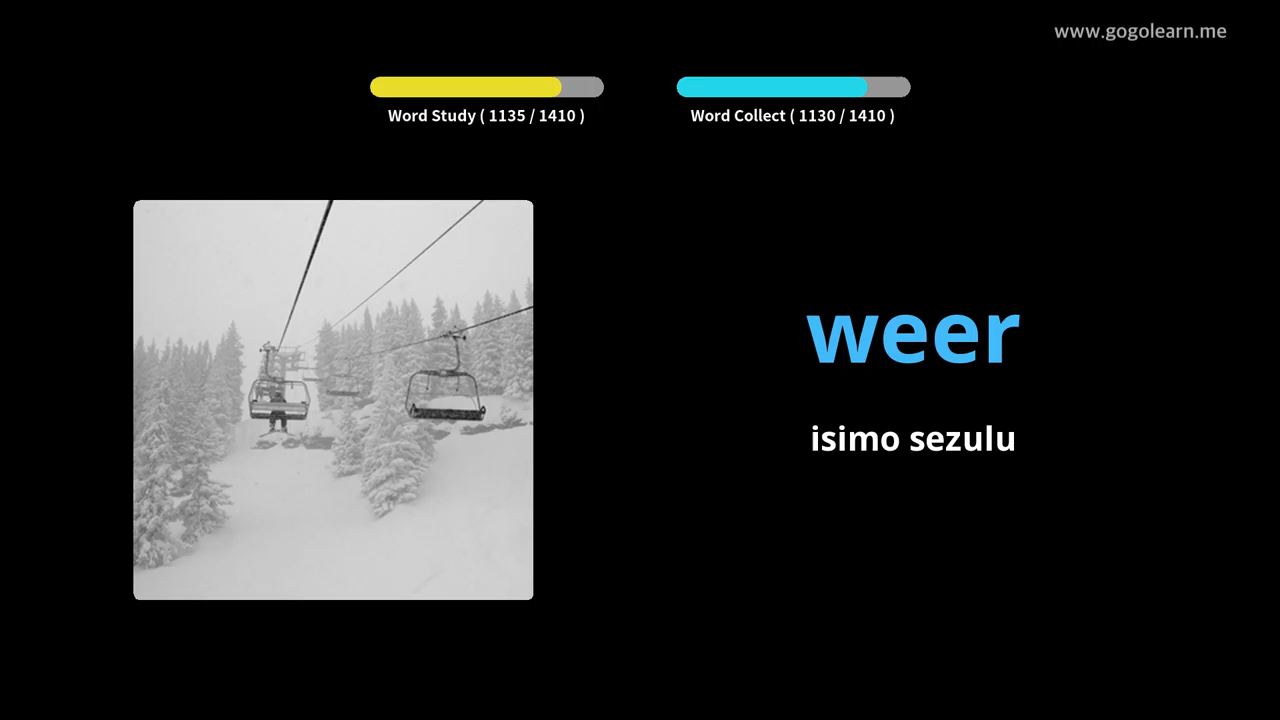 www.gogolearn.me
Word Study ( 1135 / 1410 )
Word Collect ( 1130 / 1410 )
weer
isimo sezulu